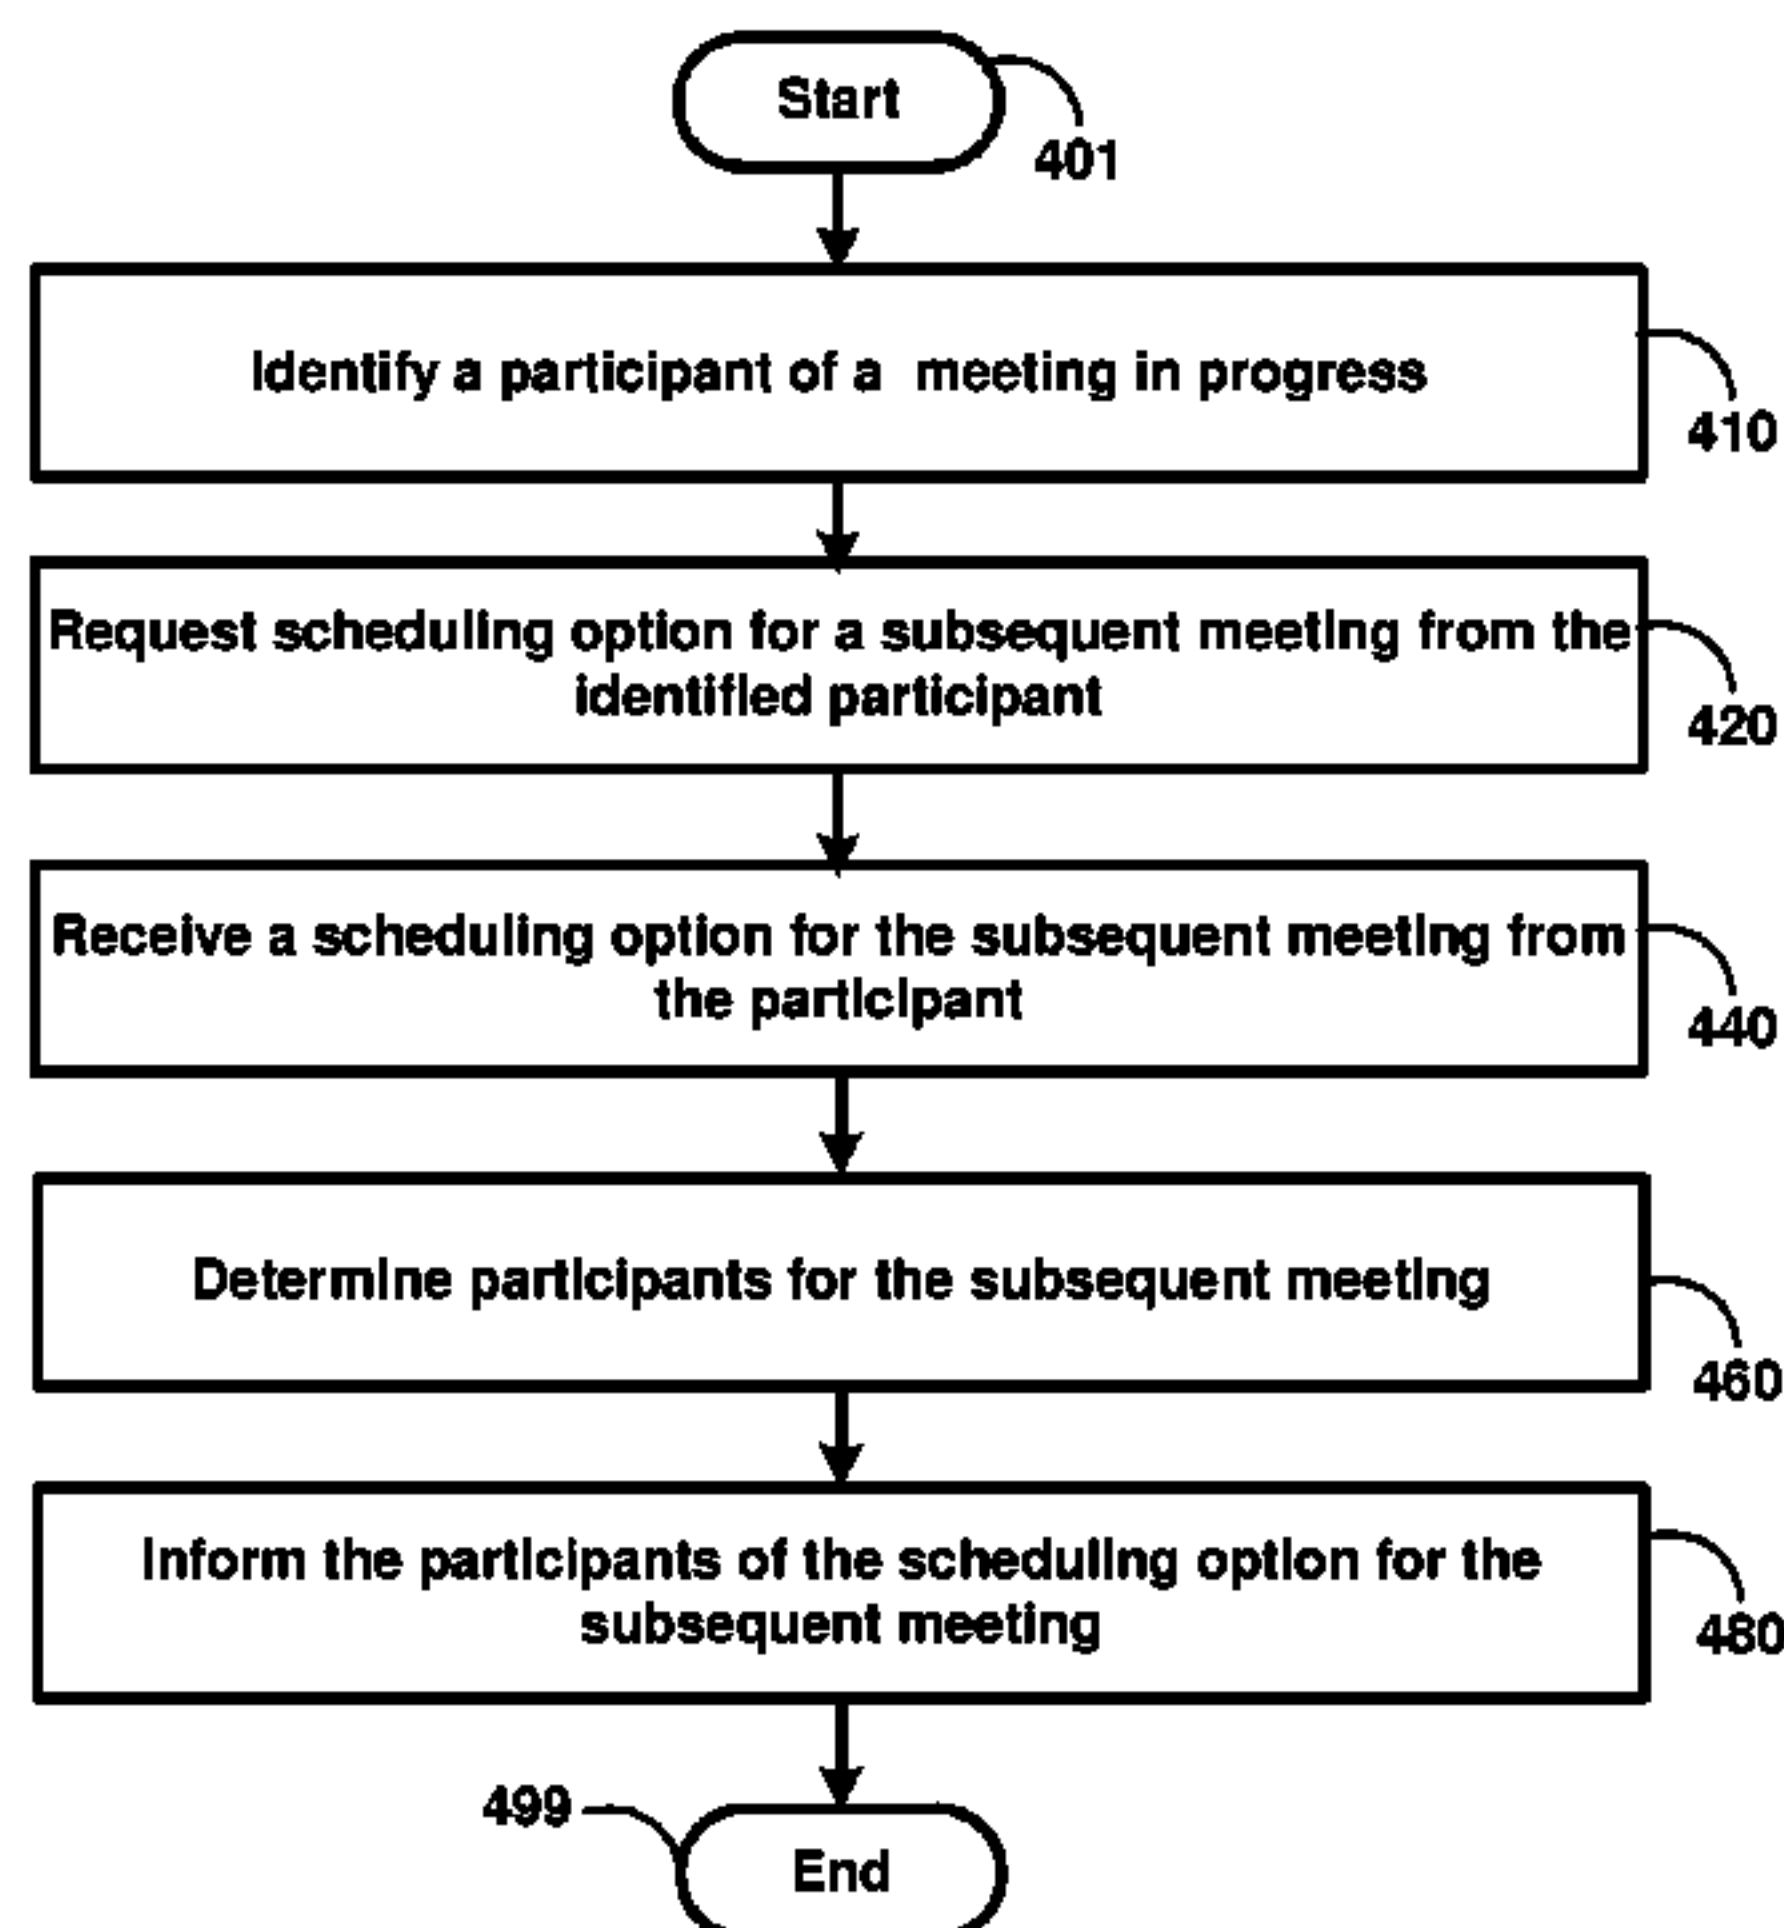 Start
401
Identify a participant of a meeting in progress
410
Request scheduling option for a subsequent meeting from the
identified participant
420
Receive a scheduling option for the subsequent meeting from
the participant
440
Determine participants for the subsequent meeting
460
Inform the participants of the scheduling option for the
subsequent meeting
480
499
End